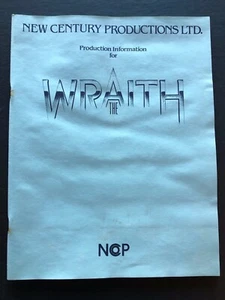 NEW CENTURY PRODUCTIONS LTD.
Production Information
for
THE
WRAITH
NCP